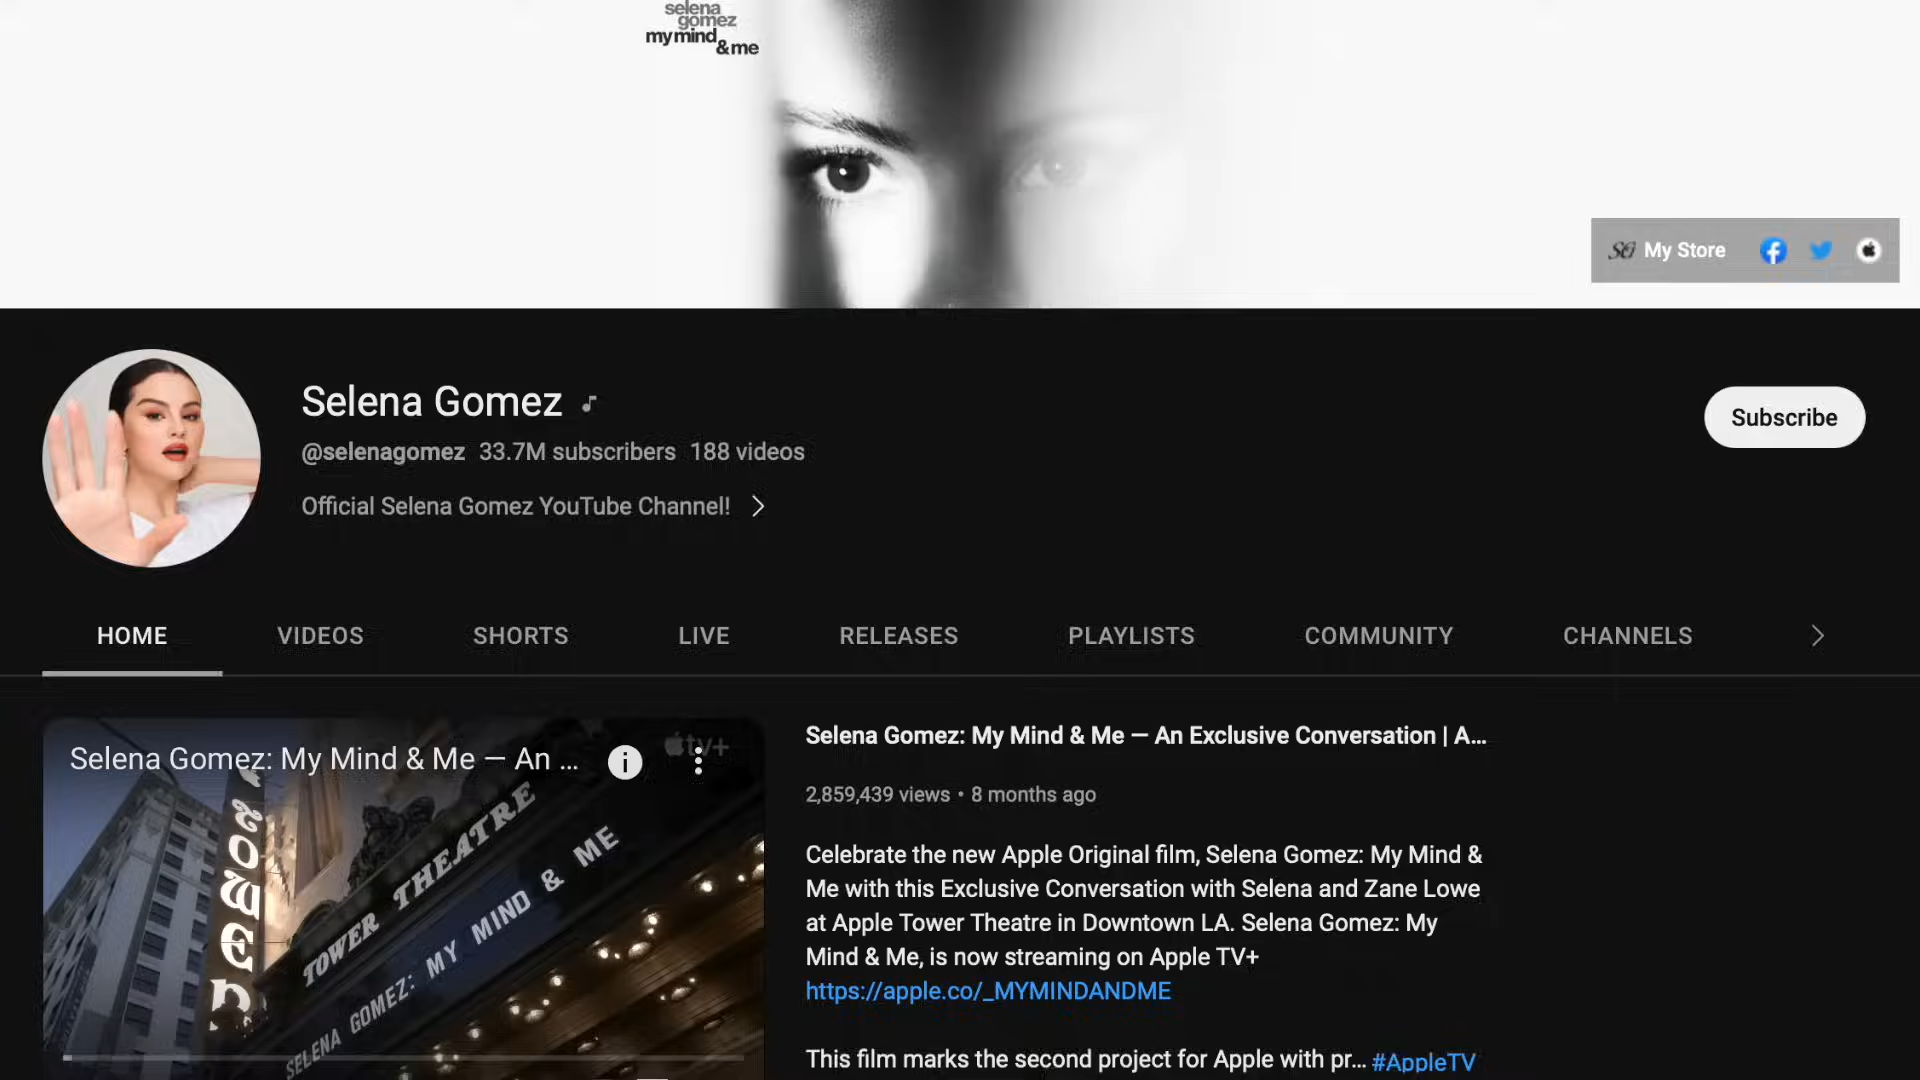 selena
gomez
my mind
& me
My Store
Selena Gomez
@selenagomez 33.7M subscribers 188 videos
Subscribe
Official Selena Gomez YouTube Channel!
HOME VIDEOS SHORTS LIVE RELEASES PLAYLISTS COMMUNITY CHANNELS
Selena Gomez: My Mind & Me — An ...
tv+
TOWER
TOWER THEATRE
SELENA GOMEZ: MY MIND & ME
Selena Gomez: My Mind & Me — An Exclusive Conversation | A...
2,859,439 views • 8 months ago
Celebrate the new Apple Original film, Selena Gomez: My Mind &
Me with this Exclusive Conversation with Selena and Zane Lowe
at Apple Tower Theatre in Downtown LA. Selena Gomez: My
Mind & Me, is now streaming on Apple TV+
https://apple.co/_MYMINDANDME
This film marks the second project for Apple with pr... #AppleTV